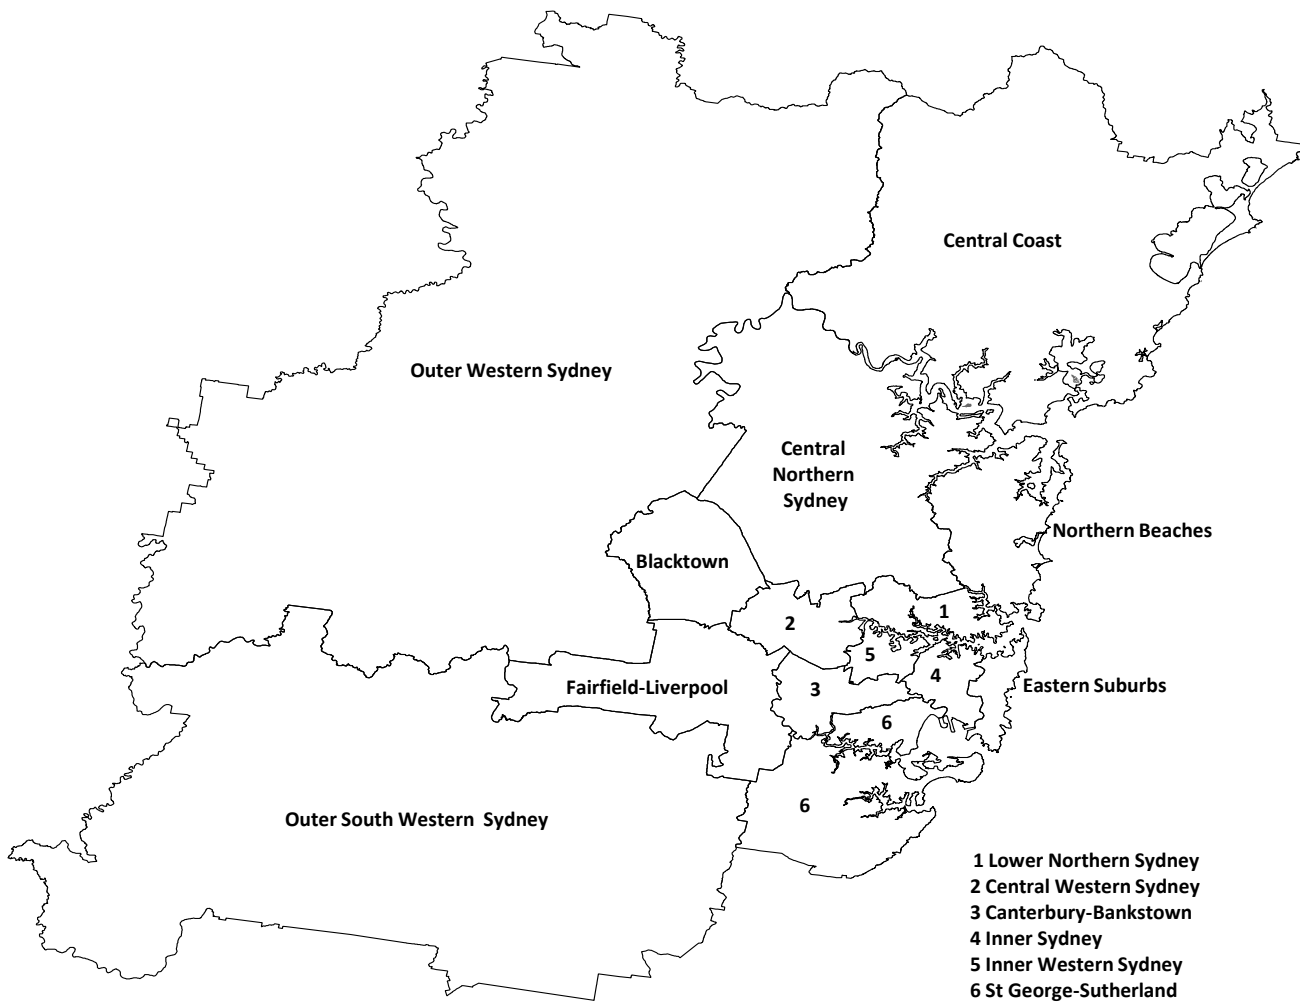 Central Coast
Outer Western Sydney
Central
Northern
Sydney
Northern Beaches
Blacktown
1
2
5
4
Fairfield-Liverpool
3
Eastern Suburbs
6
6
Outer South Western Sydney
1 Lower Northern Sydney
2 Central Western Sydney
3 Canterbury-Bankstown
4 Inner Sydney
5 Inner Western Sydney
6 St George-Sutherland